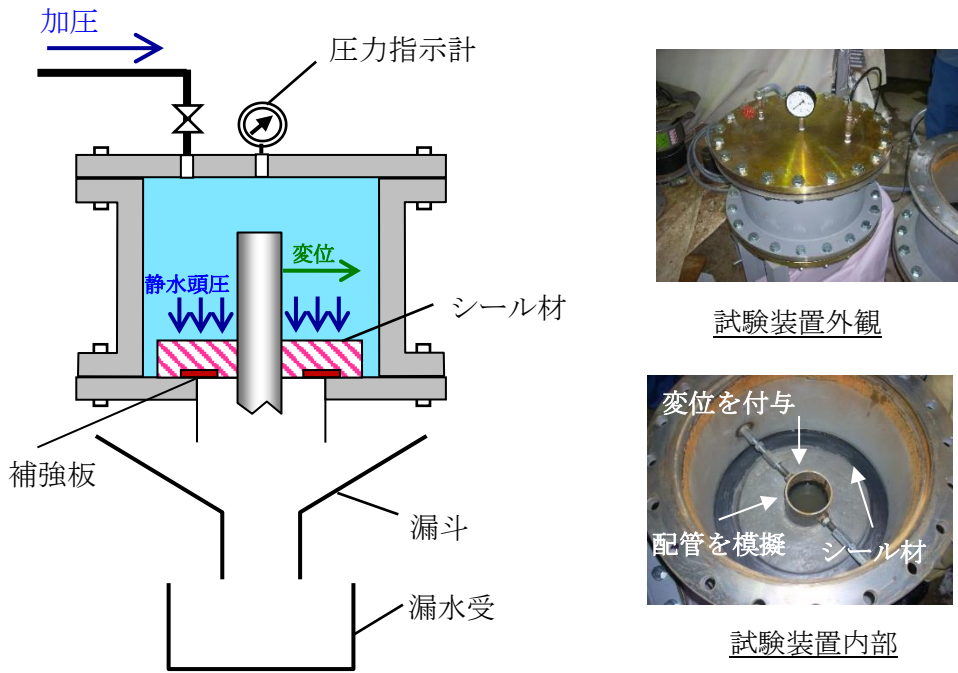 加圧
圧力指示計
変位
静水頭圧
シール材
補強板
漏斗
漏水受
試験装置外観
変位を付与
配管を模擬
シール材
試験装置内部